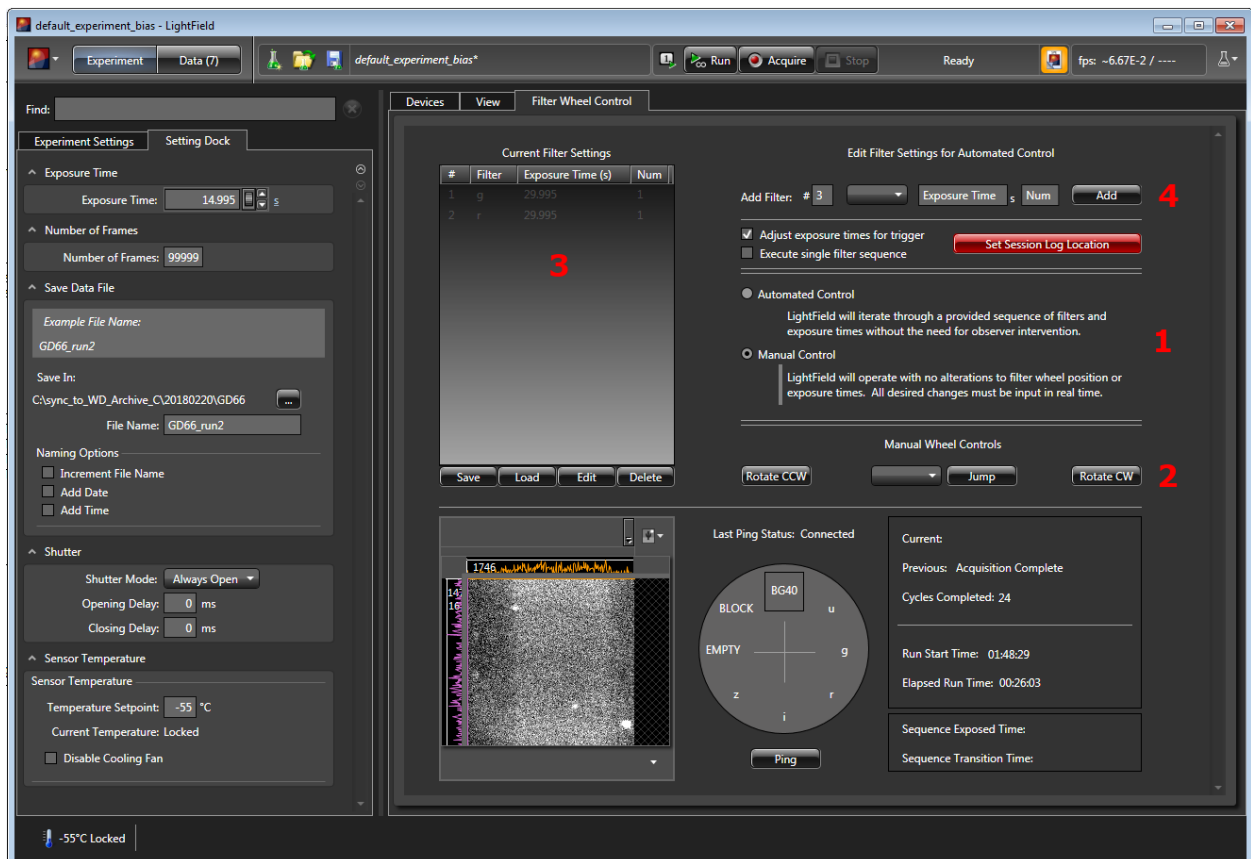 default_experiment_bias - LightField
Experiment
Data (7)
default_experiment_bias*
Run
Acquire
Stop
Ready
fps: ~6.67E-2 / ----
Find:
Experiment Settings
Setting Dock
Exposure Time
Exposure Time: 14.995 s
Number of Frames
Number of Frames: 99999
Save Data File
Example File Name:
GD66_run2
Save In:
C:\sync_to_WD_Archive_C\20180220\GD66 ...
File Name: GD66_run2
Naming Options
Increment File Name
Add Date
Add Time
Shutter
Shutter Mode: Always Open
Opening Delay: 0 ms
Closing Delay: 0 ms
Sensor Temperature
Sensor Temperature
Temperature Setpoint: -55 °C
Current Temperature: Locked
Disable Cooling Fan
-55°C Locked
Devices
View
Filter Wheel Control
Current Filter Settings
# Filter Exposure Time (s) Num
1 g 29.995 1
2 r 29.995 1
3
Save
Load
Edit
Delete
Edit Filter Settings for Automated Control
Add Filter: # 3 Exposure Time s Num Add
4
Adjust exposure times for trigger
Execute single filter sequence
Set Session Log Location
Automated Control
LightField will iterate through a provided sequence of filters and
exposure times without the need for observer intervention.
1
Manual Control
LightField will operate with no alterations to filter wheel position or
exposure times. All desired changes must be input in real time.
Manual Wheel Controls
Rotate CCW
Jump
Rotate CW
2
1746
Last Ping Status: Connected
BG40
u
g
r
i
z
EMPTY
BLOCK
Ping
Current:
Previous: Acquisition Complete
Cycles Completed: 24
Run Start Time: 01:48:29
Elapsed Run Time: 00:26:03
Sequence Exposed Time:
Sequence Transition Time: